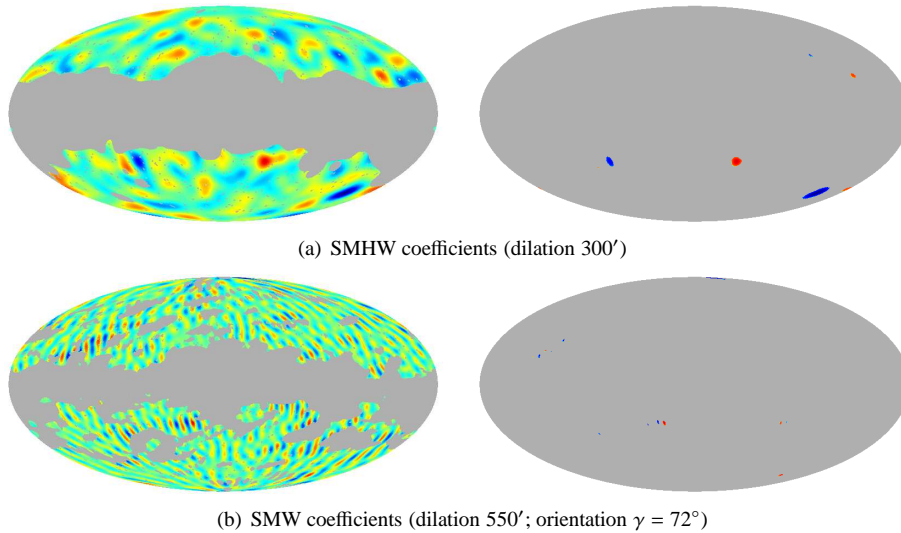 (a) SMHW coefficients (dilation 300′)
(b) SMW coefficients (dilation 550′; orientation γ = 72°)